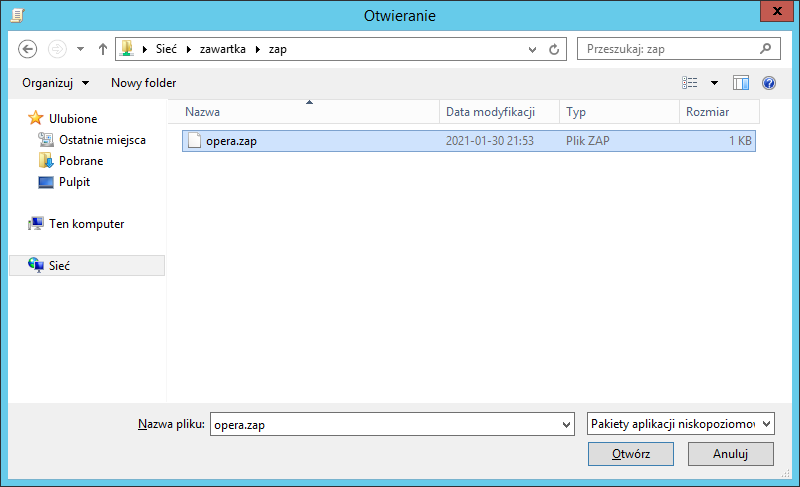 Otwieranie
Sieć zawartka zap
Przeszukaj: zap
Organizuj New folder
Nazwa Data modyfikacji Typ Rozmiar
opera.zap 2021-01-30 21:53 Plik ZAP 1 KB
Ulubione
Ostatnie miejsca
Pobrane
Pulpit
Ten komputer
Sieć
Nazwa pliku: opera.zap
Pakiety aplikacji niskopoziomow
Otwórz Anuluj